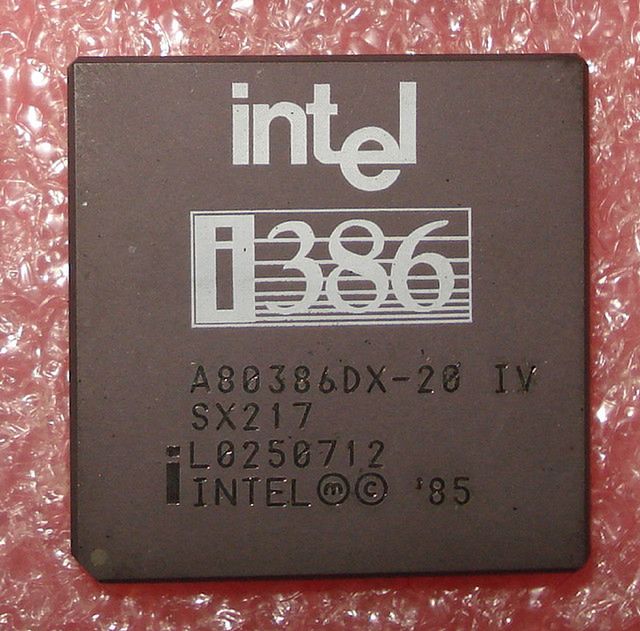 intel
i386
A80386DX-20 IV
SX217
L0250712
INTEL Ⓜ© '85